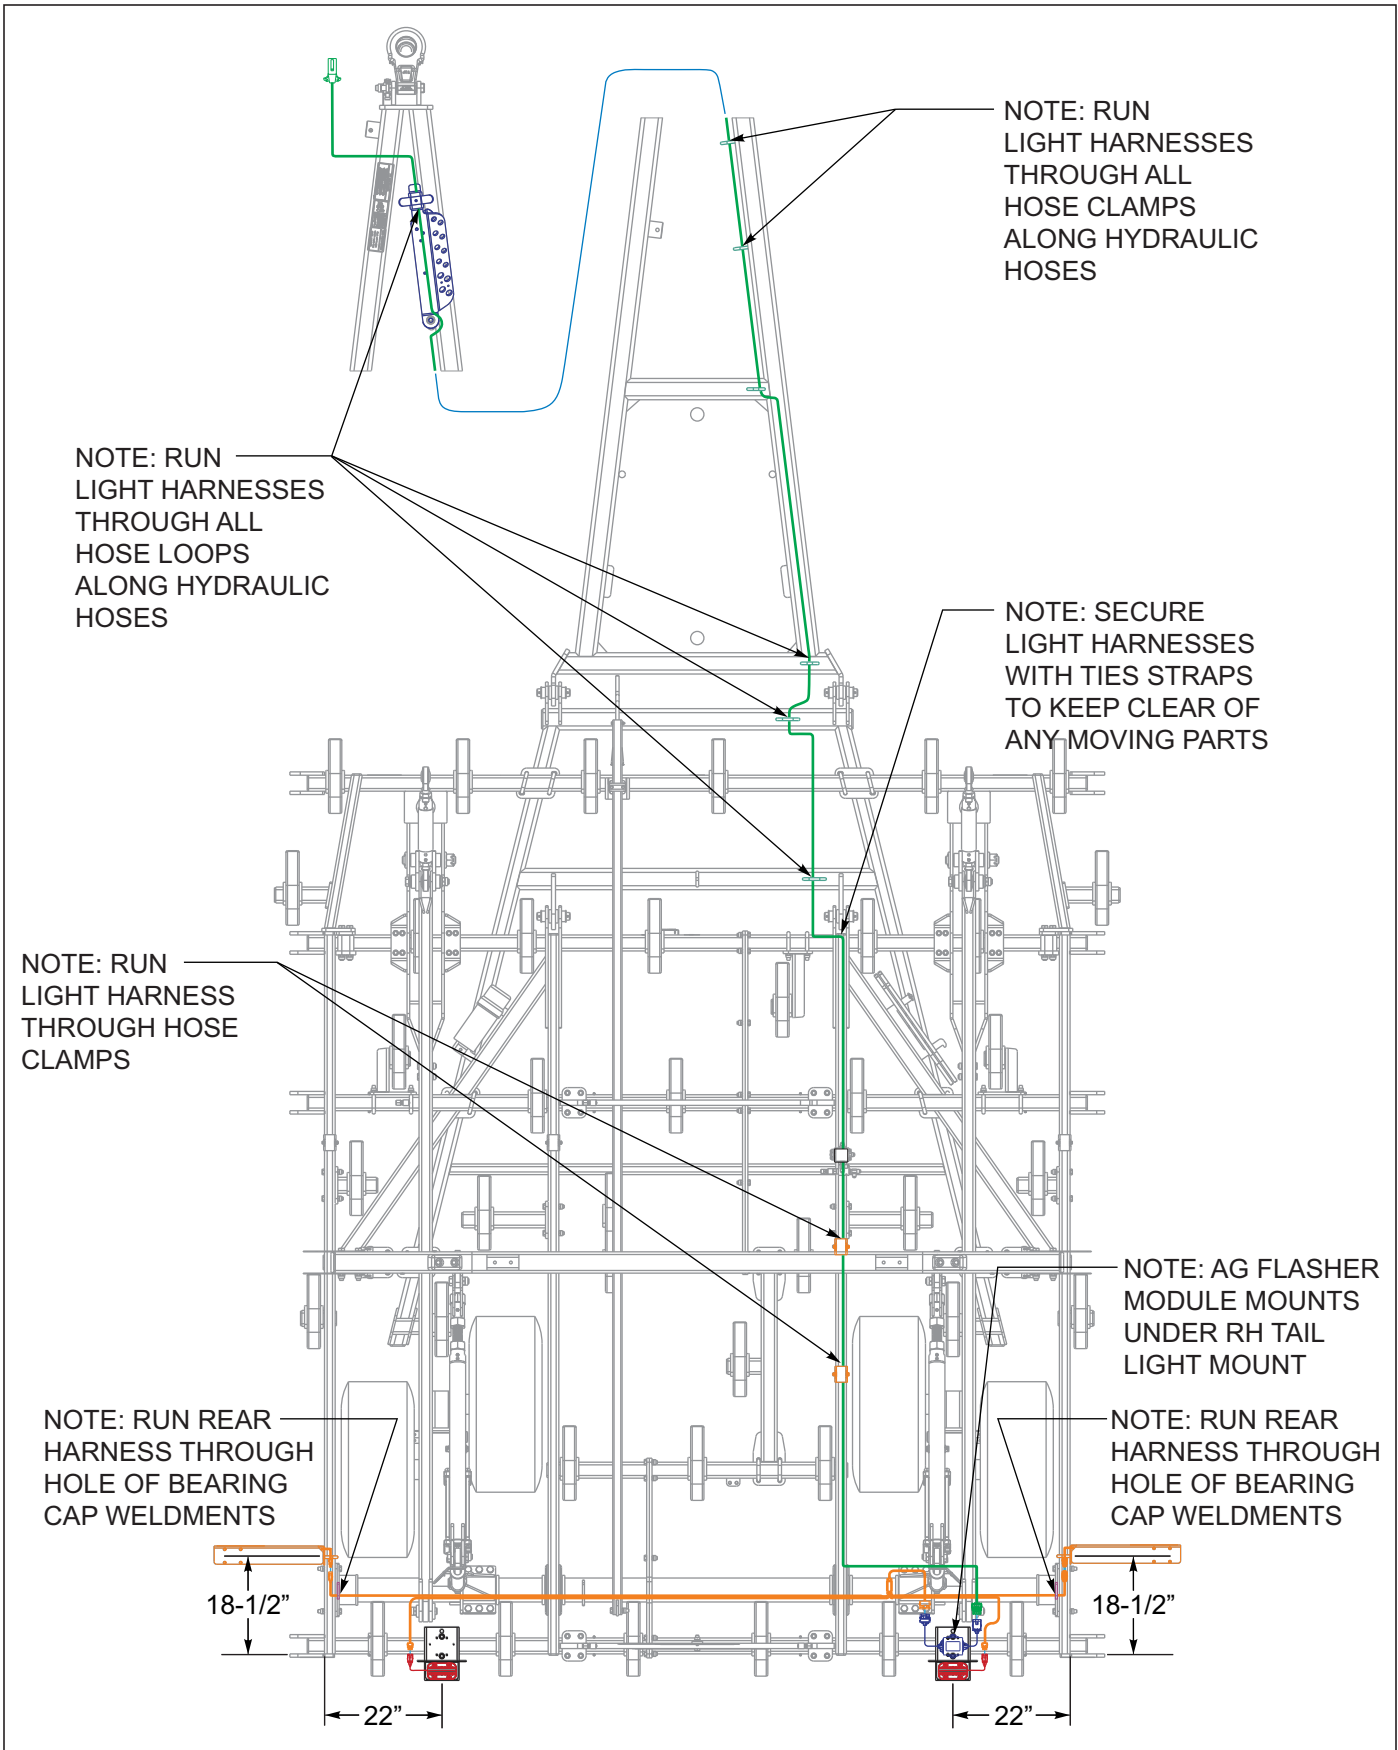 NOTE: RUN
LIGHT HARNESSES
THROUGH ALL
HOSE CLAMPS
ALONG HYDRAULIC
HOSES
NOTE: RUN
LIGHT HARNESSES
THROUGH ALL
HOSE LOOPS
ALONG HYDRAULIC
HOSES
NOTE: SECURE
LIGHT HARNESSES
WITH TIES STRAPS
TO KEEP CLEAR OF
ANY MOVING PARTS
NOTE: RUN
LIGHT HARNESS
THROUGH HOSE
CLAMPS
NOTE: AG FLASHER
MODULE MOUNTS
UNDER RH TAIL
LIGHT MOUNT
NOTE: RUN REAR
HARNESS THROUGH
HOLE OF BEARING
CAP WELDMENTS
NOTE: RUN REAR
HARNESS THROUGH
HOLE OF BEARING
CAP WELDMENTS
18-1/2”
18-1/2”
22”
22”